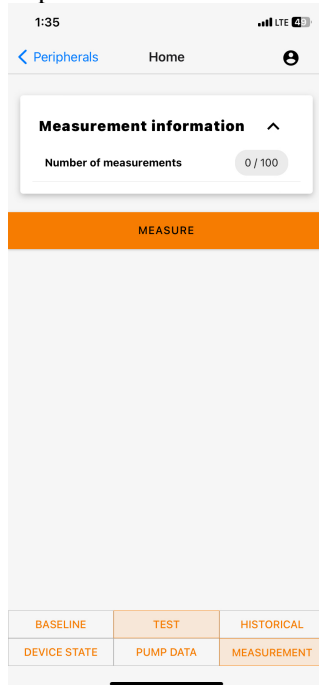 1:35 LTE 49
Peripherals Home
Measurement information
Number of measurements 0 / 100
MEASURE
BASELINE TEST HISTORICAL
DEVICE STATE PUMP DATA MEASUREMENT